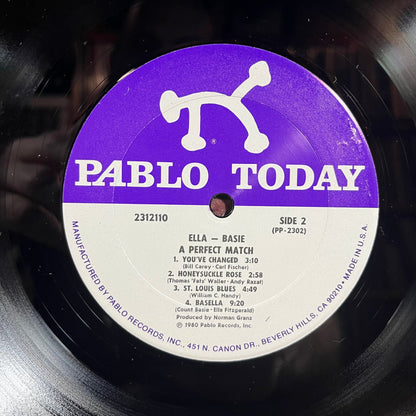 ®
PABLO TODAY
2312110
SIDE 2
(PP-2302)
ELLA — BASIE
A PERFECT MATCH
1. YOU'VE CHANGED 3:10
(Bill Carey - Carl Fischer)
2. HONEYSUCKLE ROSE 2:58
(Thomas 'Fats' Waller - Andy Razaf)
3. ST. LOUIS BLUES 4:49
(William C. Handy)
4. BASELLA 9:20
(Count Basie - Ella Fitzgerald)
Produced by Norman Granz
© 1980 Pablo Records, Inc.
MANUFACTURED BY PABLO RECORDS, INC., 451 N. CANON DR., BEVERLY HILLS, CA 90210 • MADE IN U.S.A.